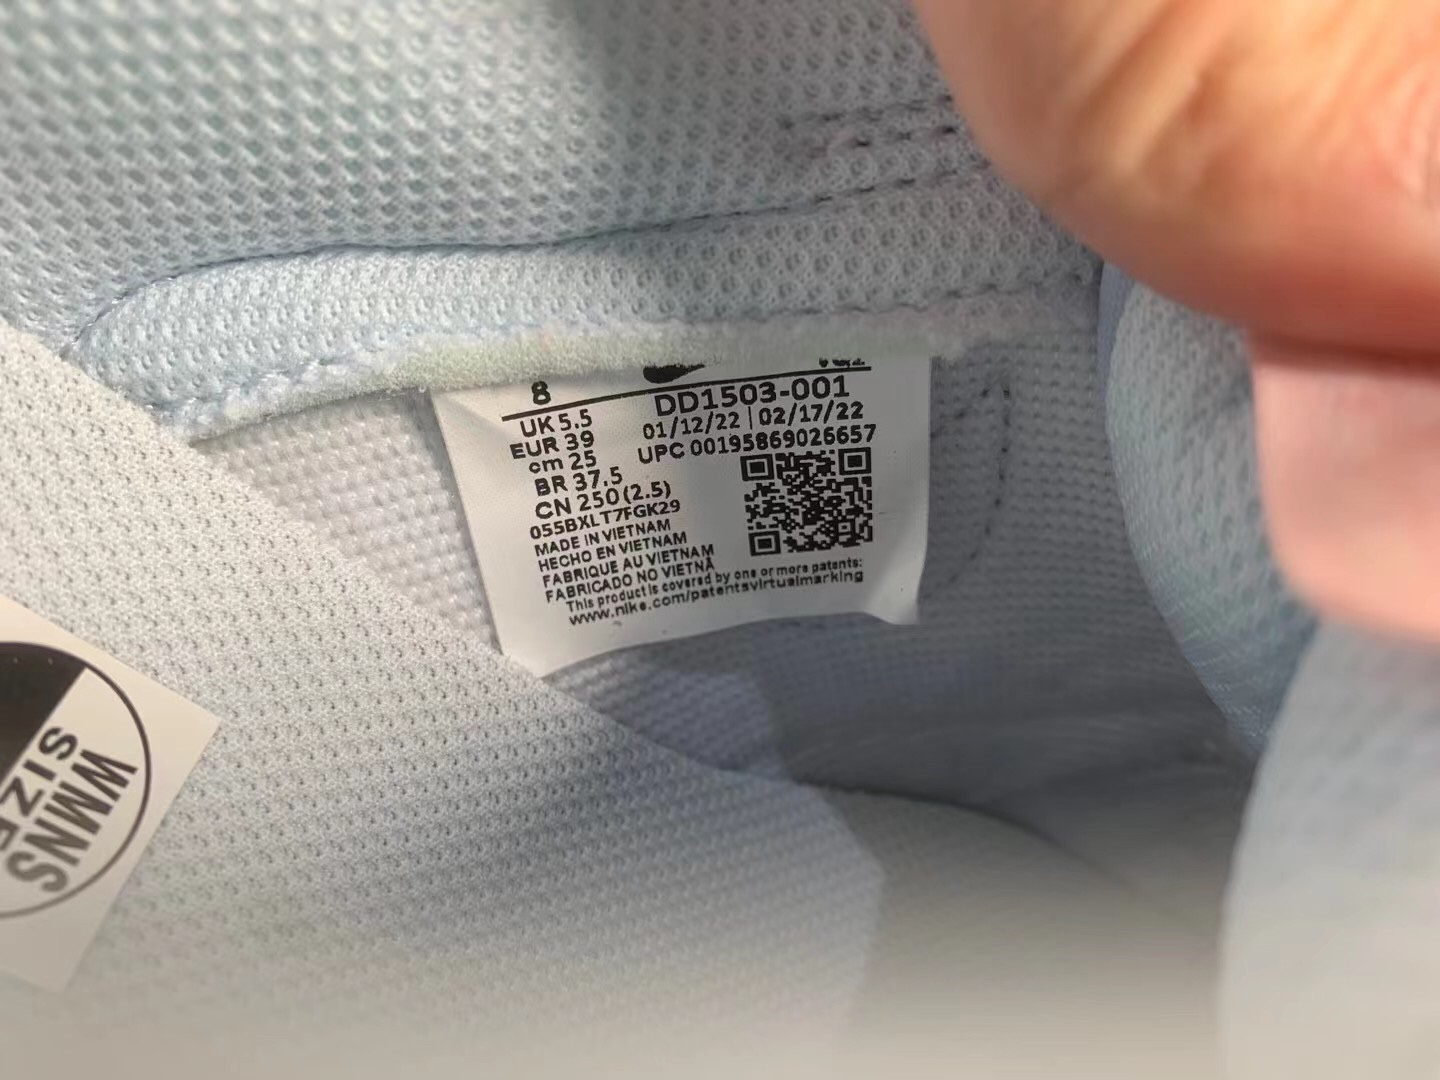 8
UK 5.5
EUR 39
cm 25
BR 37.5
CN 250 (2.5)
DD1503-001
01/12/22 | 02/17/22
UPC 00195869026657
055BXLT7FGK29
MADE IN VIETNAM
HECHO EN VIETNAM
FABRIQUE AU VIETNAM
FABRICADO NO VIETNÃ
This product is covered by one or more patents:
www.nike.com/patentsvirtualmarking
WMNS
SIZE